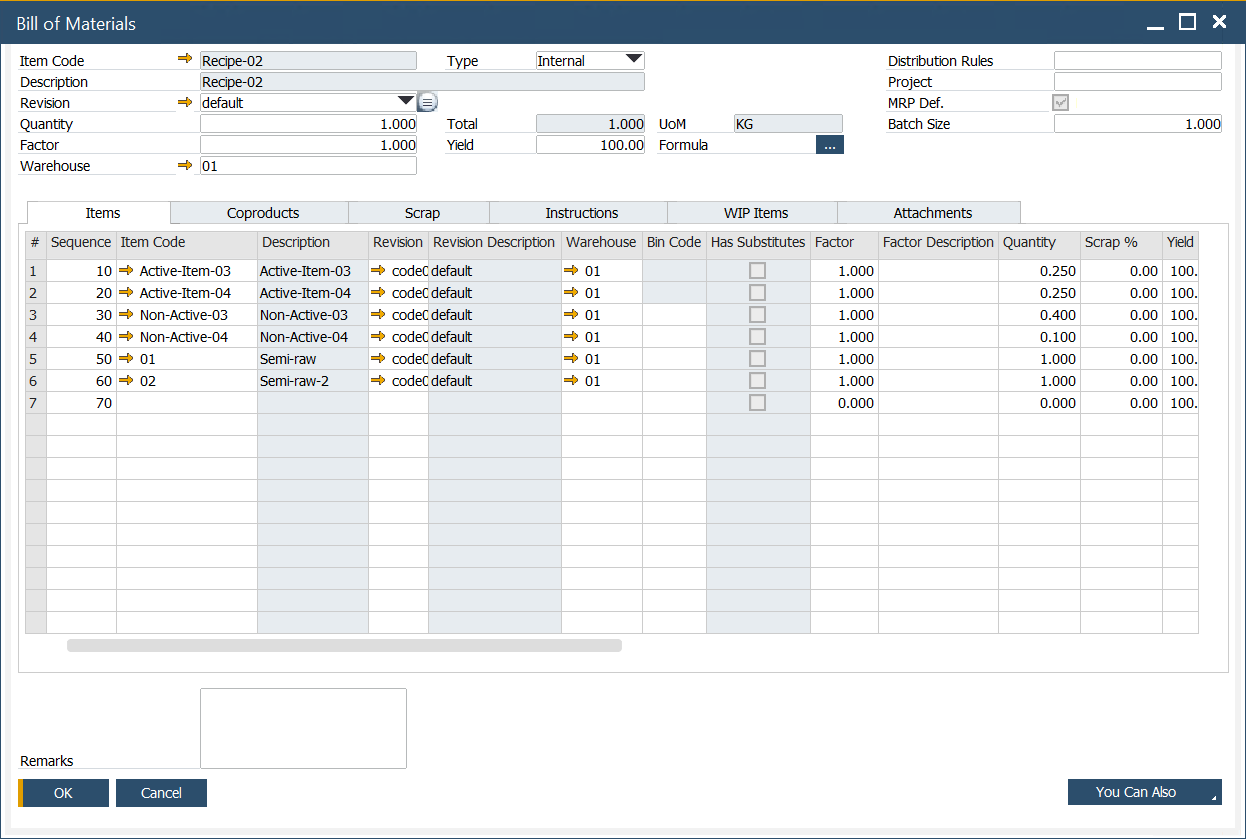 Bill of Materials
Item Code Recipe-02 Type Internal Distribution Rules
Description Recipe-02 Project
Revision default MRP Def.
Quantity 1.000 Total 1.000 UoM KG Batch Size 1.000
Factor 1.000 Yield 100.00 Formula ...
Warehouse 01
Items Coproducts Scrap Instructions WIP Items Attachments
# Sequence Item Code Description Revision Revision Description Warehouse Bin Code Has Substitutes Factor Factor Description Quantity Scrap % Yield
1 10 Active-Item-03 Active-Item-03 code0 default 01 1.000 0.250 0.00 100.
2 20 Active-Item-04 Active-Item-04 code0 default 01 1.000 0.250 0.00 100.
3 30 Non-Active-03 Non-Active-03 code0 default 01 1.000 0.400 0.00 100.
4 40 Non-Active-04 Non-Active-04 code0 default 01 1.000 0.100 0.00 100.
5 50 01 Semi-raw code0 default 01 1.000 1.000 0.00 100.
6 60 02 Semi-raw-2 code0 default 01 1.000 1.000 0.00 100.
7 70 0.000 0.000 0.00 100.
Remarks
OK Cancel You Can Also